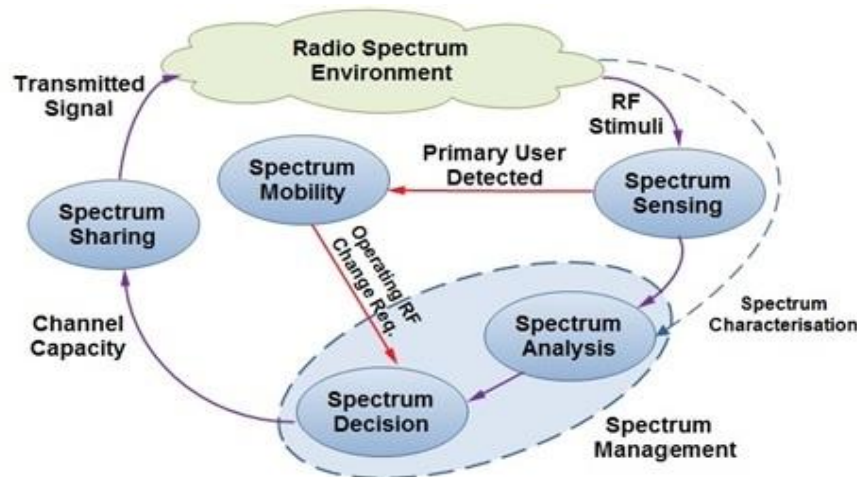 Radio Spectrum
Environment
Transmitted
Signal
RF
Stimuli
Spectrum
Mobility
Primary User
Detected
Spectrum
Sensing
Spectrum
Sharing
Operating RF
Change Req.
Channel
Capacity
Spectrum
Analysis
Spectrum
Characterisation
Spectrum
Decision
Spectrum
Management